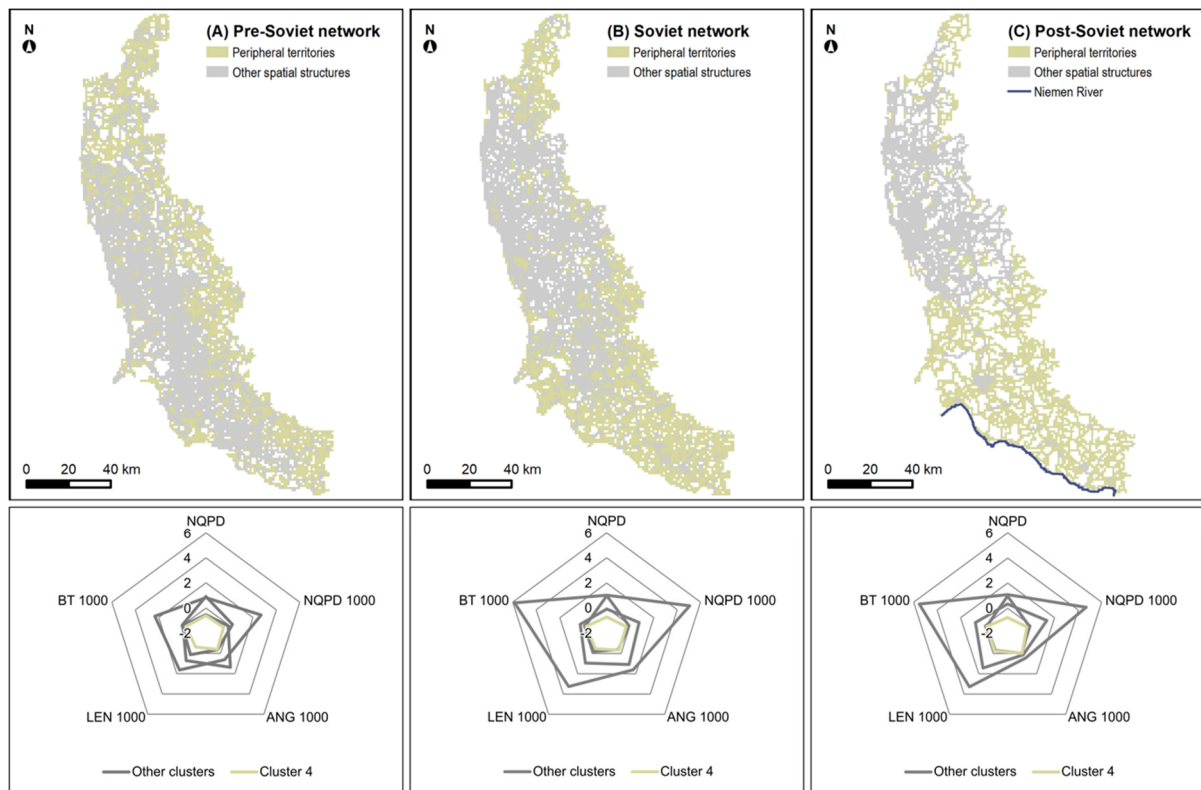 N
(A) Pre-Soviet network
Peripheral territories
Other spatial structures
0 20 40 km
N
(B) Soviet network
Peripheral territories
Other spatial structures
0 20 40 km
N
(C) Post-Soviet network
Peripheral territories
Other spatial structures
Niemen River
0 20 40 km
NQPD
6
4
2
0
-2
BT 1000
NQPD 1000
LEN 1000
ANG 1000
Other clusters
Cluster 4
NQPD
6
4
2
0
-2
BT 1000
NQPD 1000
LEN 1000
ANG 1000
Other clusters
Cluster 4
NQPD
6
4
2
0
-2
BT 1000
NQPD 1000
LEN 1000
ANG 1000
Other clusters
Cluster 4